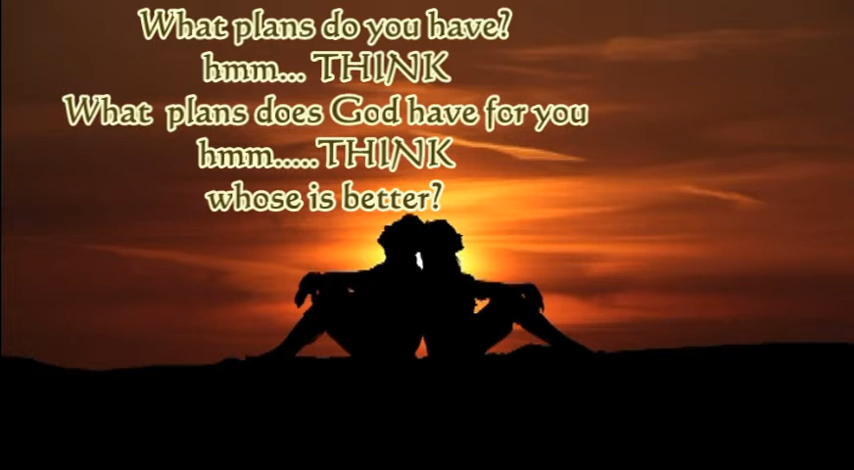 What plans do you have?
hmm... THINK
What plans does God have for you
hmm.....THINK
whose is better?